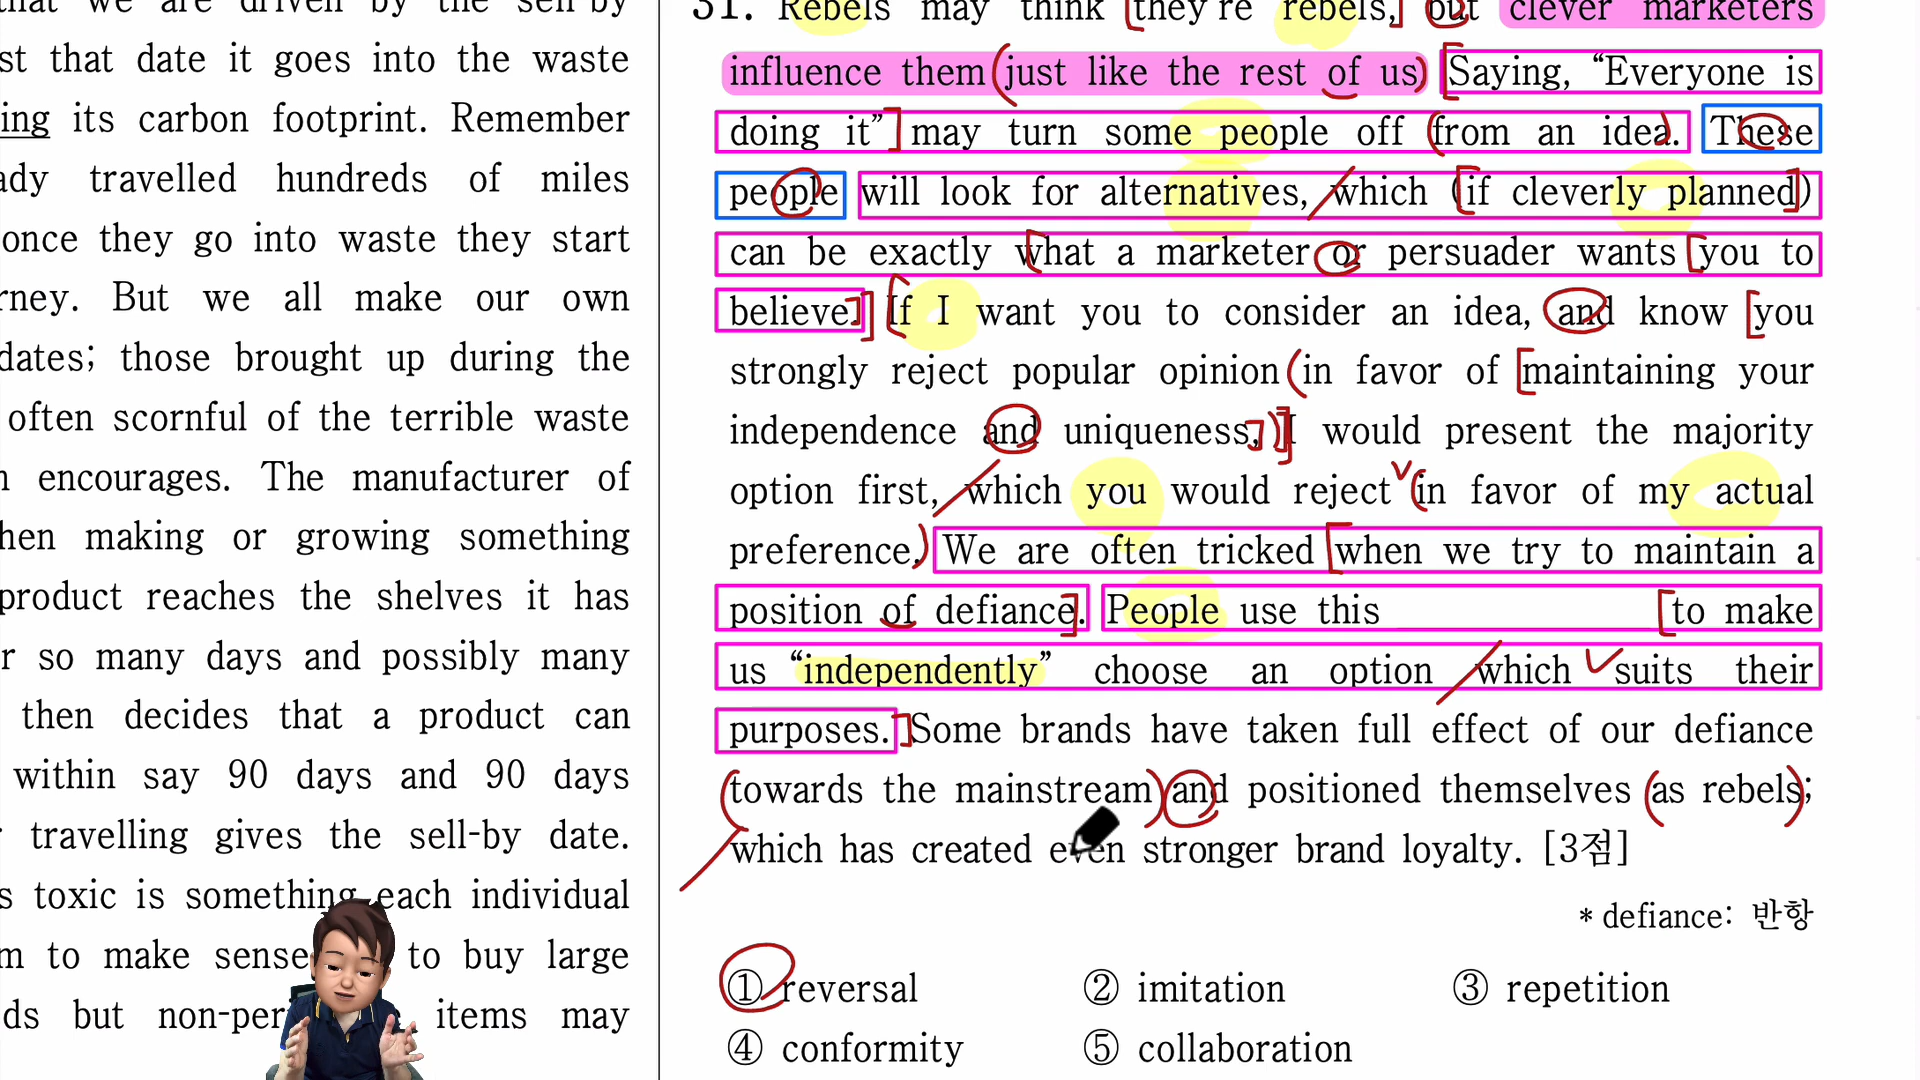 that we are driven by the sell-by
st that date it goes into the waste
ing its carbon footprint. Remember
ady travelled hundreds of miles
once they go into waste they start
rney. But we all make our own
dates; those brought up during the
often scornful of the terrible waste
n encourages. The manufacturer of
hen making or growing something
product reaches the shelves it has
r so many days and possibly many
then decides that a product can
within say 90 days and 90 days
r travelling gives the sell-by date.
s toxic is something each individual
m to make sense to buy large
ds but non-per items may
31. Rebels may think they're rebels, but clever marketers
influence them just like the rest of us. Saying, “Everyone is
doing it” may turn some people off from an idea. These
people will look for alternatives, which (if cleverly planned)
can be exactly what a marketer or persuader wants you to
believe. If I want you to consider an idea, and know you
strongly reject popular opinion in favor of maintaining your
independence and uniqueness, I would present the majority
option first, which you would reject in favor of my actual
preference. We are often tricked when we try to maintain a
position of defiance. People use this ____________ to make
us “independently” choose an option which suits their
purposes. Some brands have taken full effect of our defiance
towards the mainstream and positioned themselves as rebels;
which has created even stronger brand loyalty. [3점]
* defiance: 반항
① reversal ② imitation ③ repetition
④ conformity ⑤ collaboration